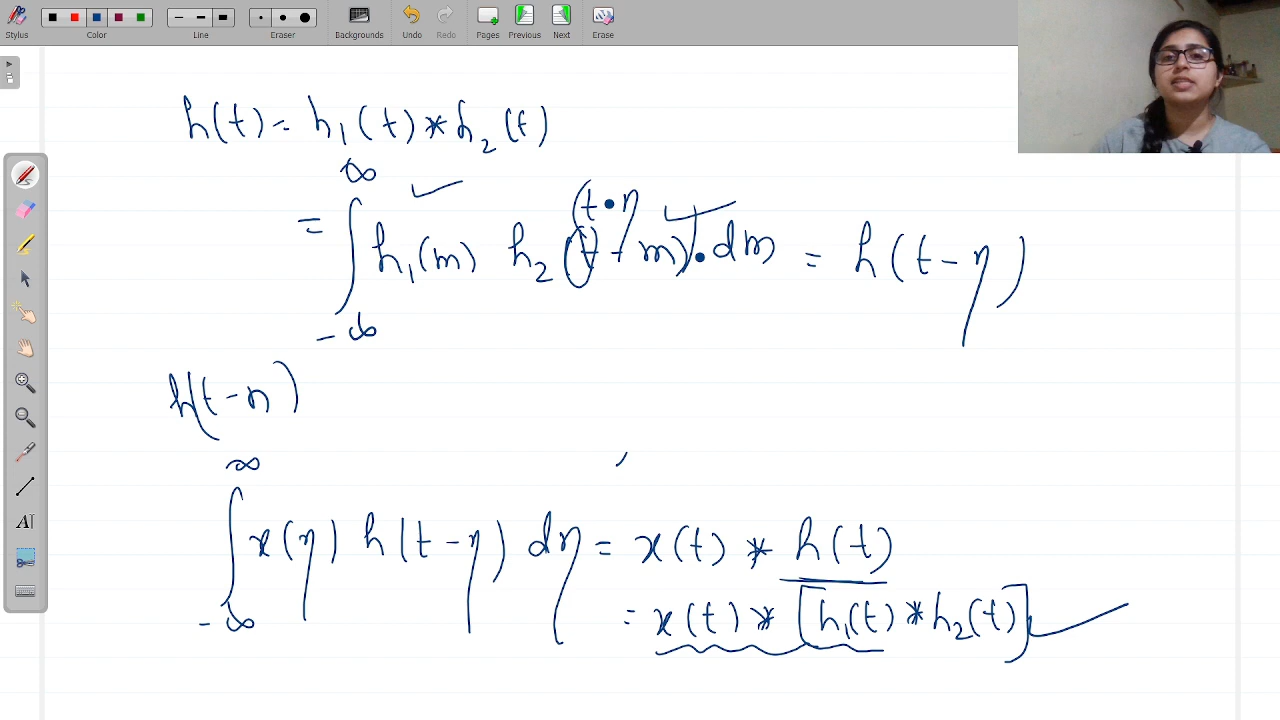 Stylus Color Line Eraser Backgrounds Undo Redo Pages Previous Next Erase
h(t) = h₁(t) * h₂(t)
∞
(t • η
= ∫ h₁(m) h₂(t - m) • dm = h(t - η)
-∞
h(t - n)
∞
∫ x(η) h(t - η) dη = x(t) * h(t)
-∞
= x(t) * [h₁(t) * h₂(t)]